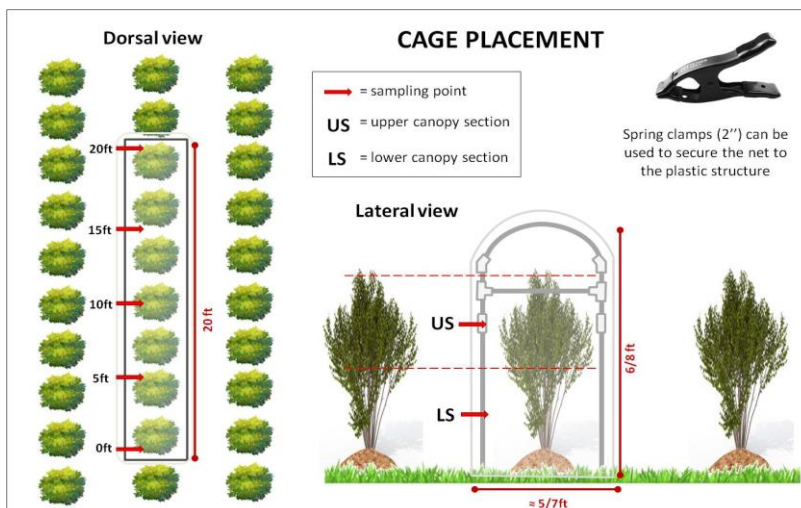 Dorsal view
CAGE PLACEMENT
= sampling point
US = upper canopy section
LS = lower canopy section
Spring clamps (2'') can be
used to secure the net to
the plastic structure
20ft
15ft
10ft
5ft
0ft
20 ft
Lateral view
US
LS
6/8 ft
≈ 5/7ft